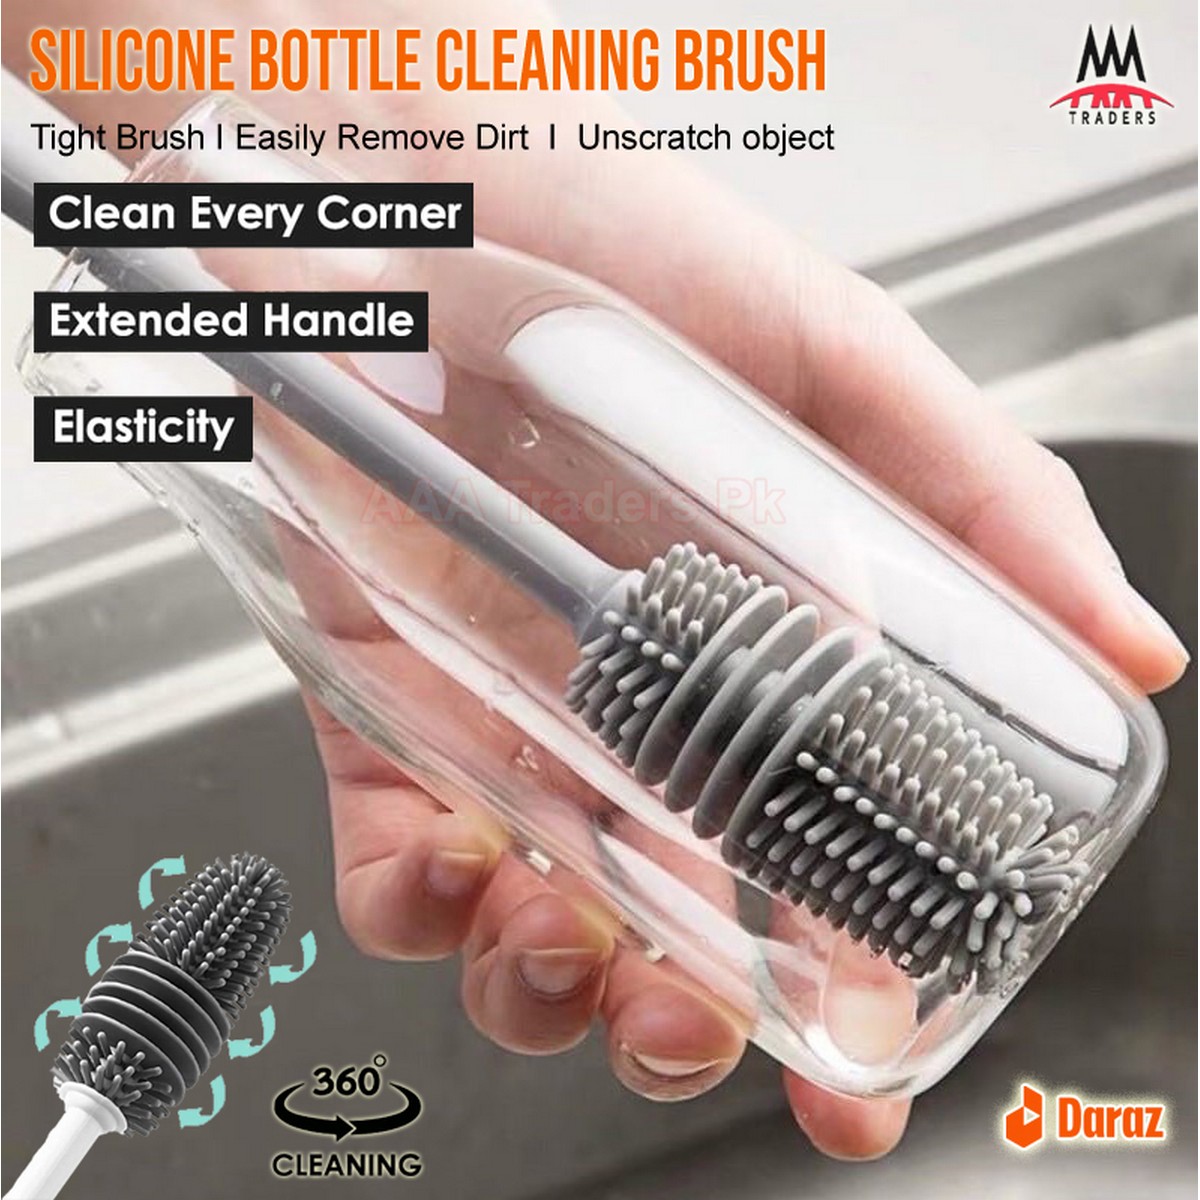 SILICONE BOTTLE CLEANING BRUSH
Tight Brush I Easily Remove Dirt I Unscratch object
Clean Every Corner
Extended Handle
Elasticity
TRADERS
AAA Traders.Pk
360°
CLEANING
Daraz